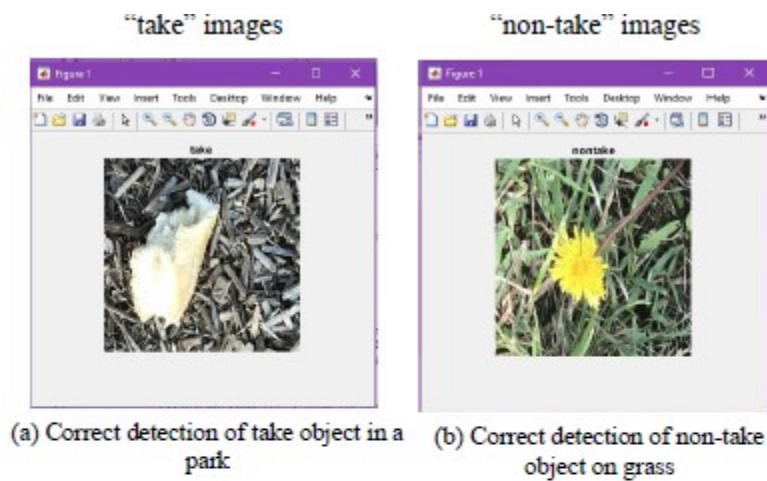 “take” images
“non-take” images
Figure 1
File Edit View Insert Tools Desktop Window Help
take
(a) Correct detection of take object in a
park
Figure 1
File Edit View Insert Tools Desktop Window Help
nontake
(b) Correct detection of non-take
object on grass